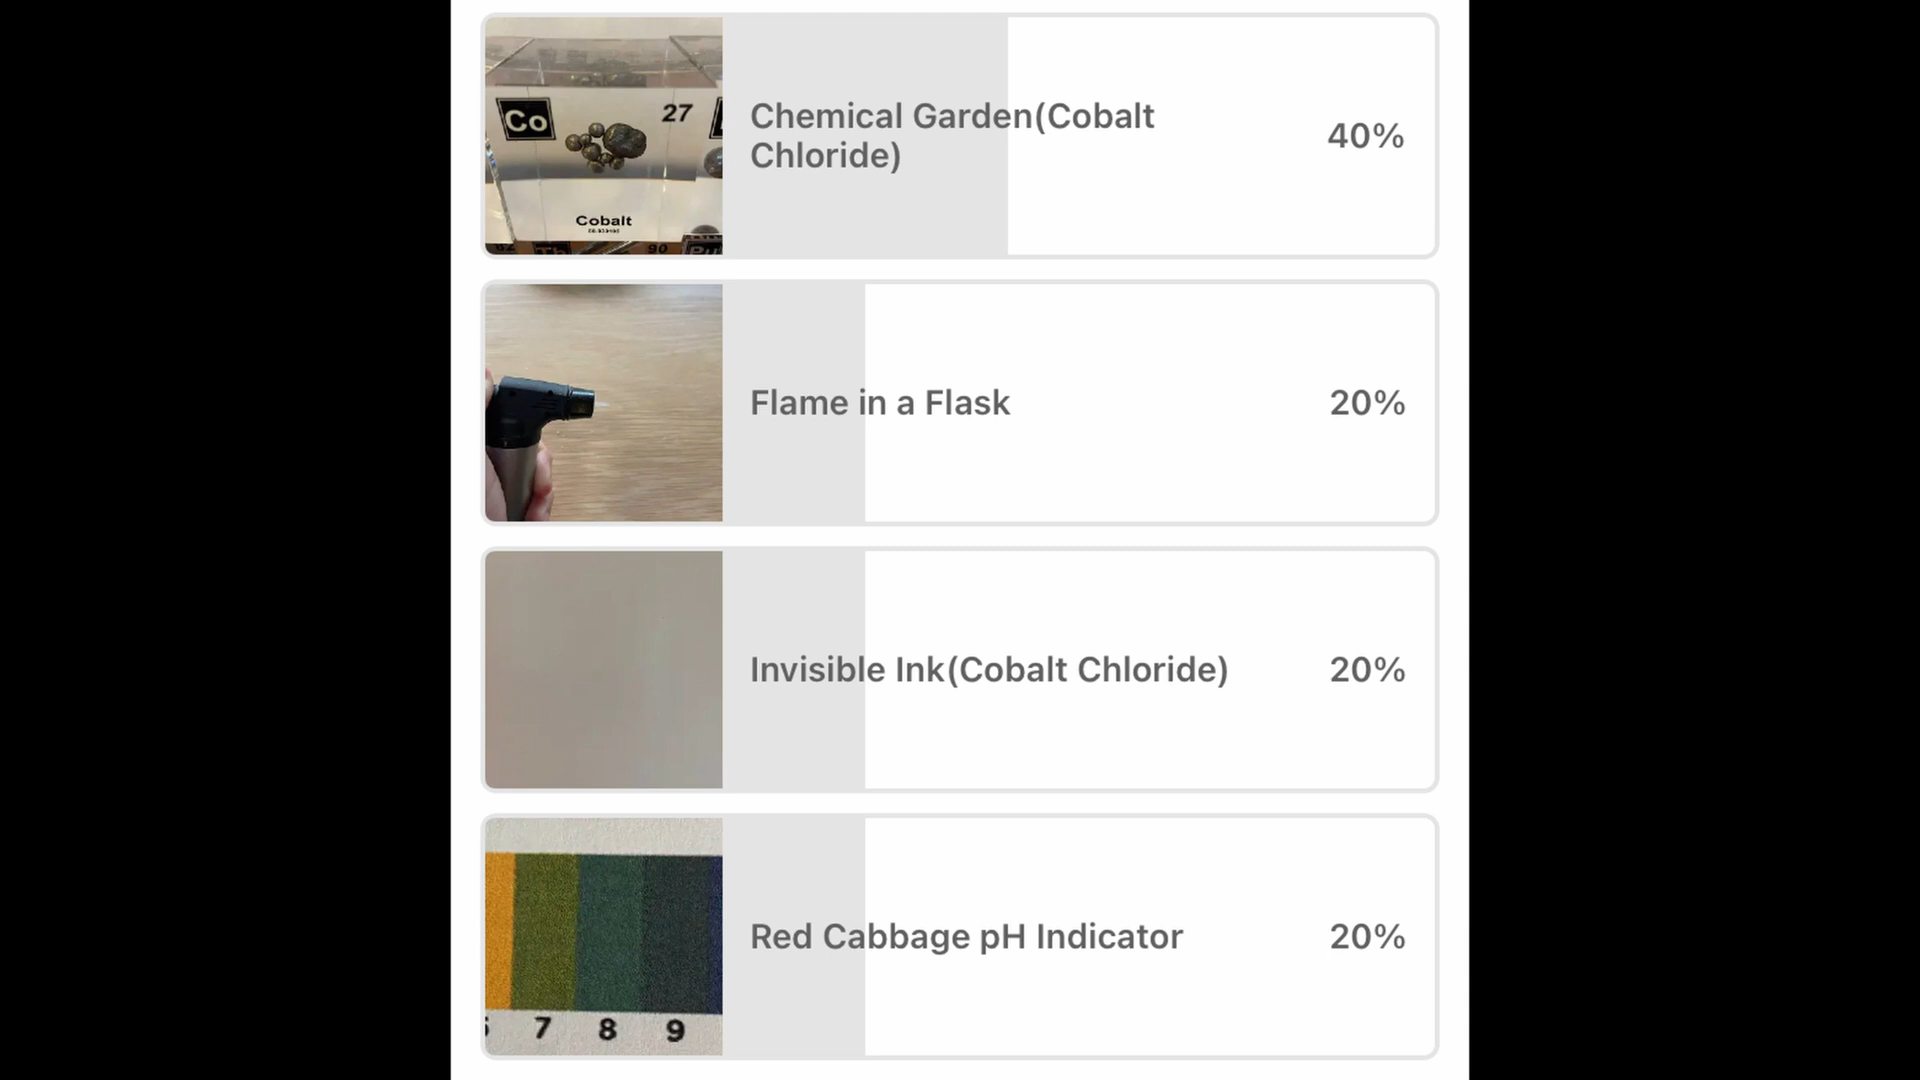 Co
27
Cobalt
90
Chemical Garden(Cobalt
Chloride)
40%
Flame in a Flask
20%
Invisible Ink(Cobalt Chloride)
20%
7 8 9
Red Cabbage pH Indicator
20%